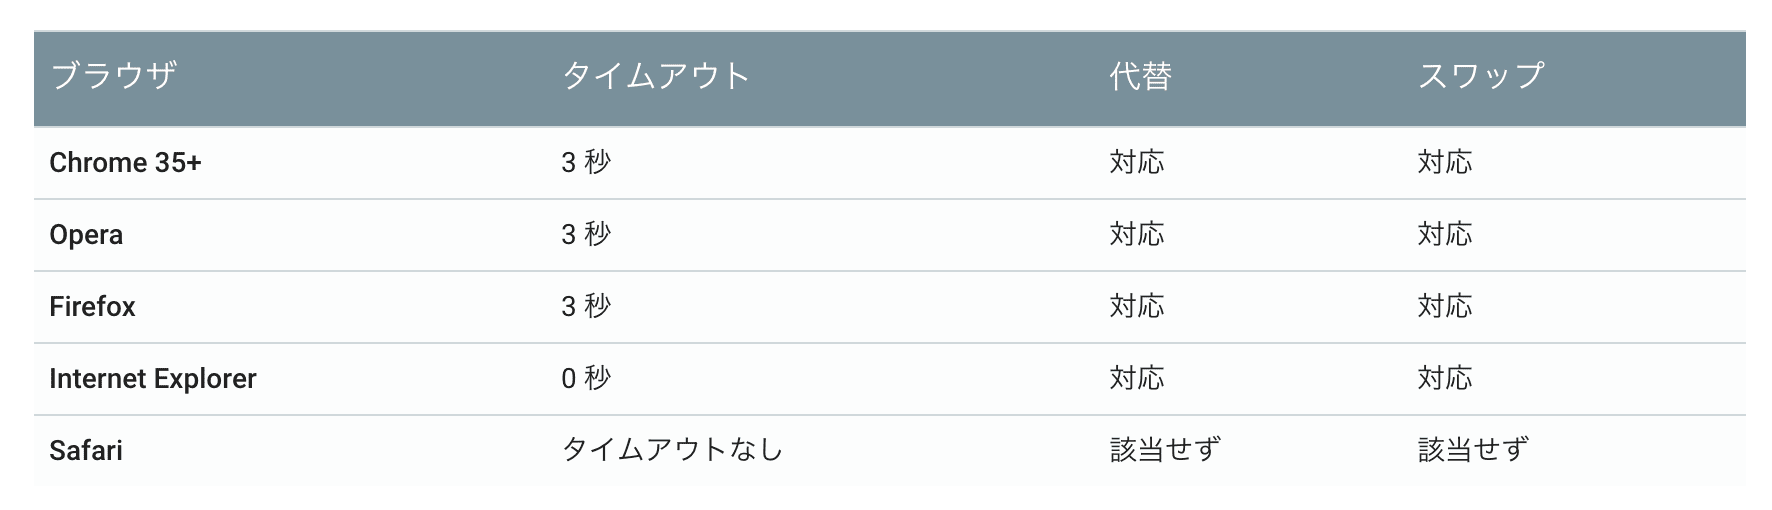 ブラウザ タイムアウト 代替 スワップ
Chrome 35+ 3 秒 対応 対応
Opera 3 秒 対応 対応
Firefox 3 秒 対応 対応
Internet Explorer 0 秒 対応 対応
Safari タイムアウトなし 該当せず 該当せず